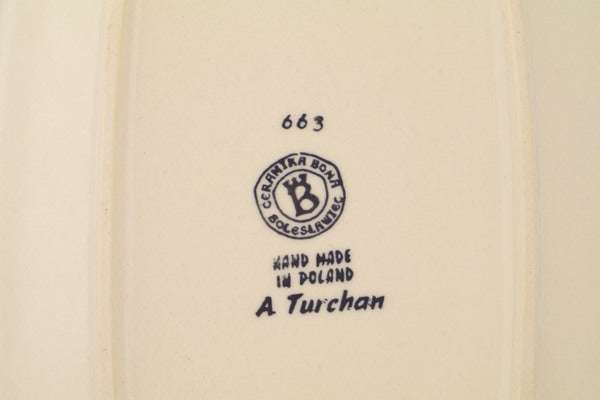 663
CERAMIKA BONA
B
BOLESŁAWIEC
HAND MADE
IN POLAND
A Turchan